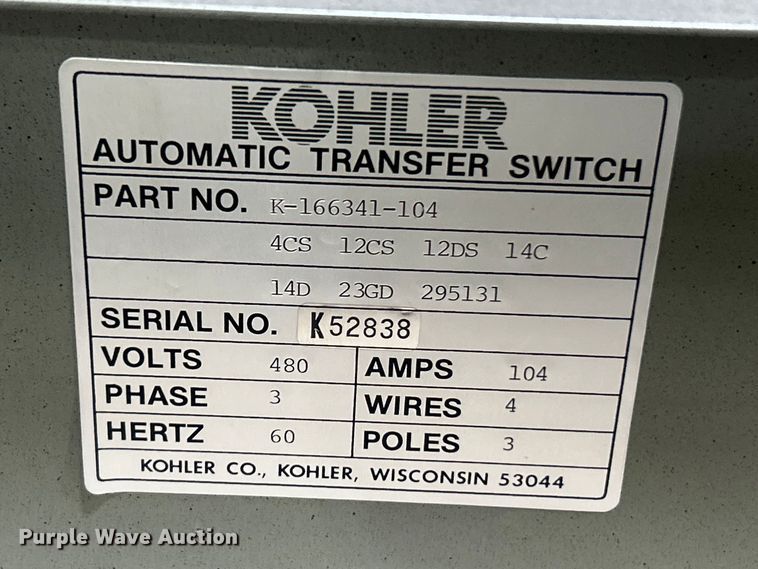 KOHLER
AUTOMATIC TRANSFER SWITCH
PART NO. K-166341-104
4CS 12CS 12DS 14C
14D 23GD 295131
SERIAL NO. K52838
VOLTS 480 AMPS 104
PHASE 3 WIRES 4
HERTZ 60 POLES 3
KOHLER CO., KOHLER, WISCONSIN 53044
Purple Wave Auction